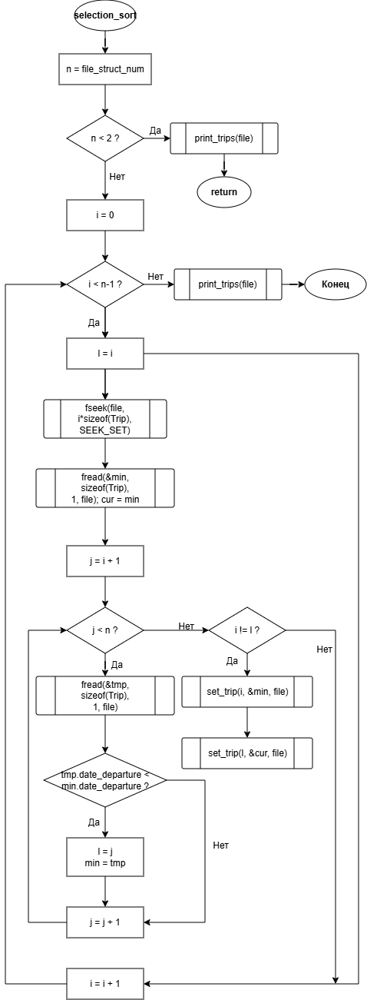 selection_sort
n = file_struct_num
n < 2 ?
Да
print_trips(file)
Нет
return
i = 0
i < n-1 ?
Нет
print_trips(file)
Конец
Да
l = i
fseek(file,
i*sizeof(Trip),
SEEK_SET)
fread(&min,
sizeof(Trip),
1, file); cur = min
j = i + 1
j < n ?
Нет
i != l ?
Нет
Да
Да
fread(&tmp,
sizeof(Trip),
1, file)
set_trip(i, &min, file)
set_trip(l, &cur, file)
tmp.date_departure <
min.date_departure ?
Да
Нет
l = j
min = tmp
j = j + 1
i = i + 1